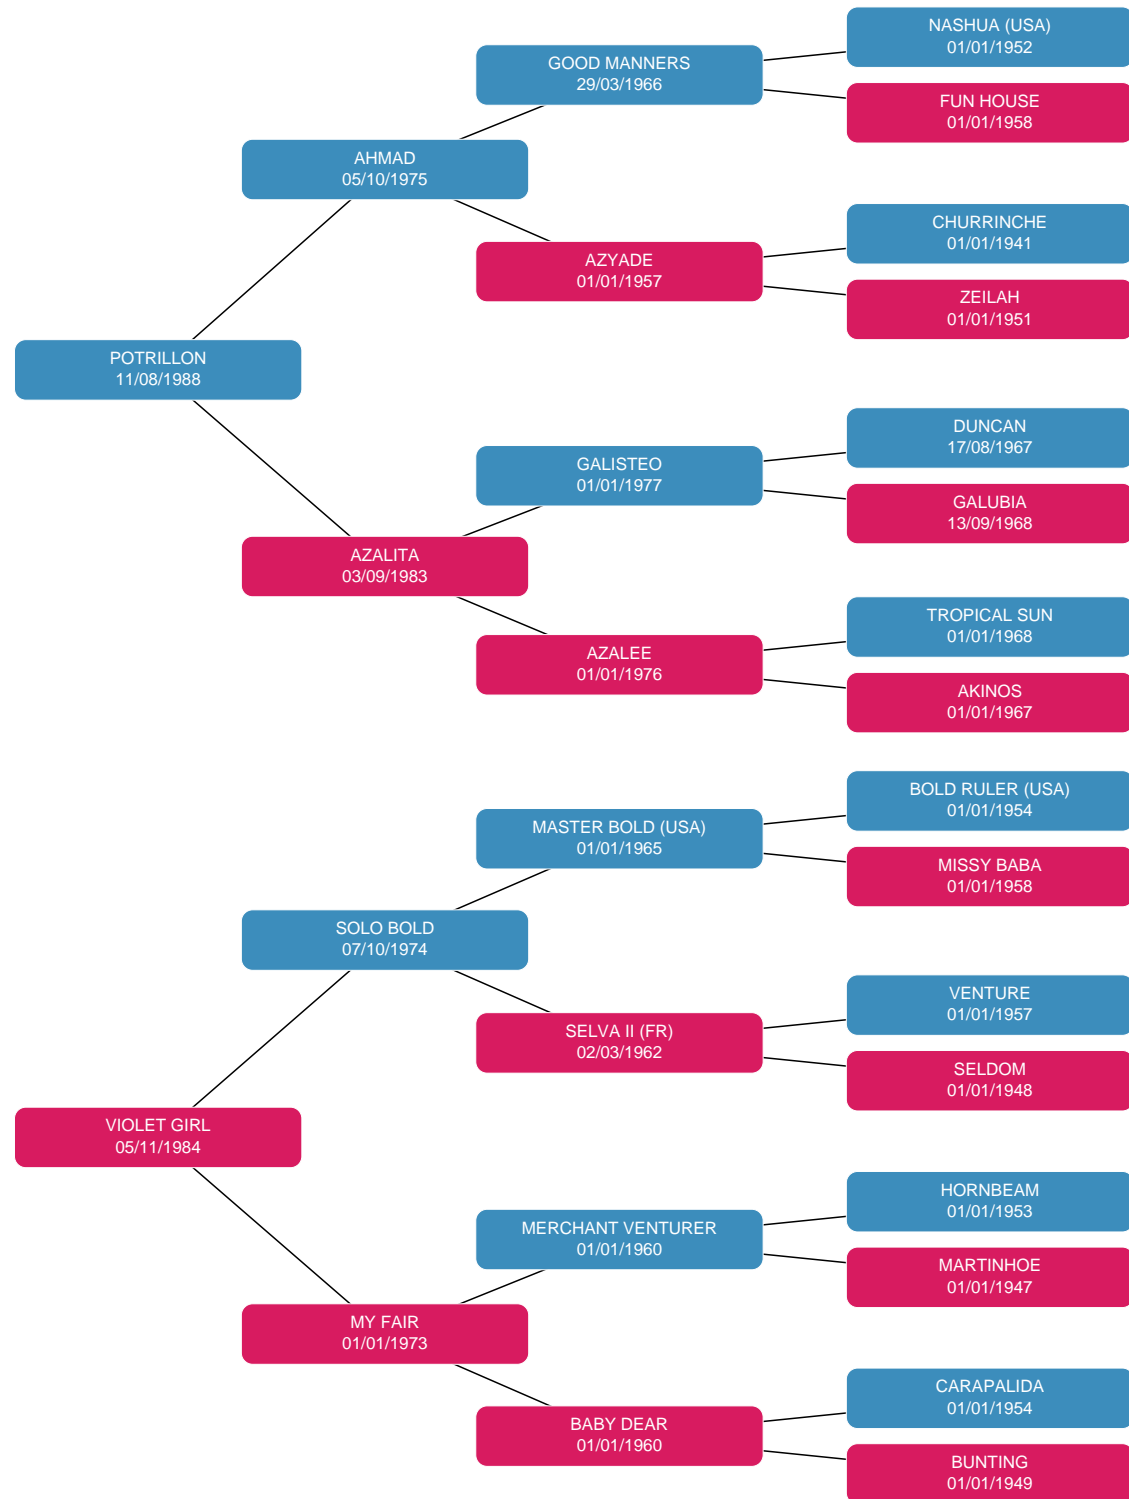 NASHUA (USA)
01/01/1952
GOOD MANNERS
29/03/1966
FUN HOUSE
01/01/1958
AHMAD
05/10/1975
CHURRINCHE
01/01/1941
AZYADE
01/01/1957
ZEILAH
01/01/1951
POTRILLON
11/08/1988
DUNCAN
17/08/1967
GALISTEO
01/01/1977
GALUBIA
13/09/1968
AZALITA
03/09/1983
TROPICAL SUN
01/01/1968
AZALEE
01/01/1976
AKINOS
01/01/1967
BOLD RULER (USA)
01/01/1954
MASTER BOLD (USA)
01/01/1965
MISSY BABA
01/01/1958
SOLO BOLD
07/10/1974
VENTURE
01/01/1957
SELVA II (FR)
02/03/1962
SELDOM
01/01/1948
VIOLET GIRL
05/11/1984
HORNBEAM
01/01/1953
MERCHANT VENTURER
01/01/1960
MARTINHOE
01/01/1947
MY FAIR
01/01/1973
CARAPALIDA
01/01/1954
BABY DEAR
01/01/1960
BUNTING
01/01/1949